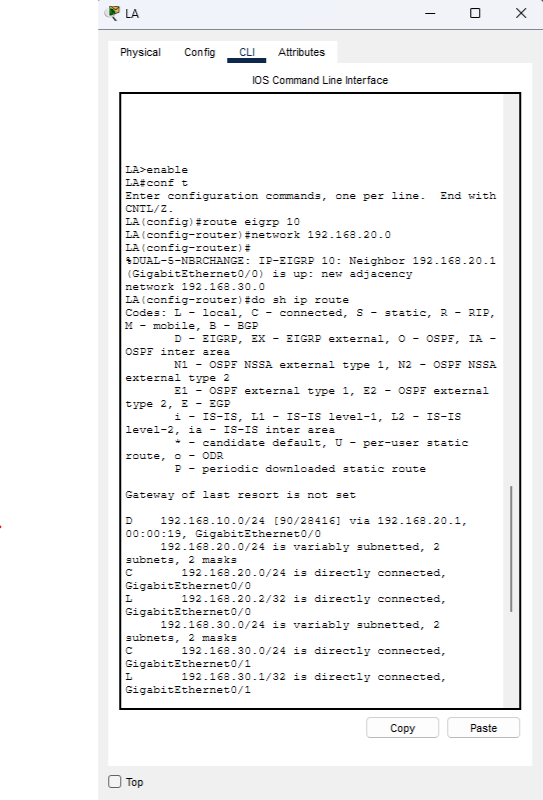 LA
Physical Config CLI Attributes
IOS Command Line Interface
LA>enable
LA#conf t
Enter configuration commands, one per line.  End with
CNTL/Z.
LA(config)#route eigrp 10
LA(config-router)#network 192.168.20.0
LA(config-router)#
%DUAL-5-NBRCHANGE: IP-EIGRP 10: Neighbor 192.168.20.1
(GigabitEthernet0/0) is up: new adjacency
network 192.168.30.0
LA(config-router)#do sh ip route
Codes: L - local, C - connected, S - static, R - RIP,
M - mobile, B - BGP
       D - EIGRP, EX - EIGRP external, O - OSPF, IA -
OSPF inter area
       N1 - OSPF NSSA external type 1, N2 - OSPF NSSA
external type 2
       E1 - OSPF external type 1, E2 - OSPF external
type 2, E - EGP
       i - IS-IS, L1 - IS-IS level-1, L2 - IS-IS
level-2, ia - IS-IS inter area
       * - candidate default, U - per-user static
route, o - ODR
       P - periodic downloaded static route
Gateway of last resort is not set
D    192.168.10.0/24 [90/28416] via 192.168.20.1,
00:00:19, GigabitEthernet0/0
     192.168.20.0/24 is variably subnetted, 2
subnets, 2 masks
C       192.168.20.0/24 is directly connected,
GigabitEthernet0/0
L       192.168.20.2/32 is directly connected,
GigabitEthernet0/0
     192.168.30.0/24 is variably subnetted, 2
subnets, 2 masks
C       192.168.30.0/24 is directly connected,
GigabitEthernet0/1
L       192.168.30.1/32 is directly connected,
GigabitEthernet0/1
Copy Paste
Top